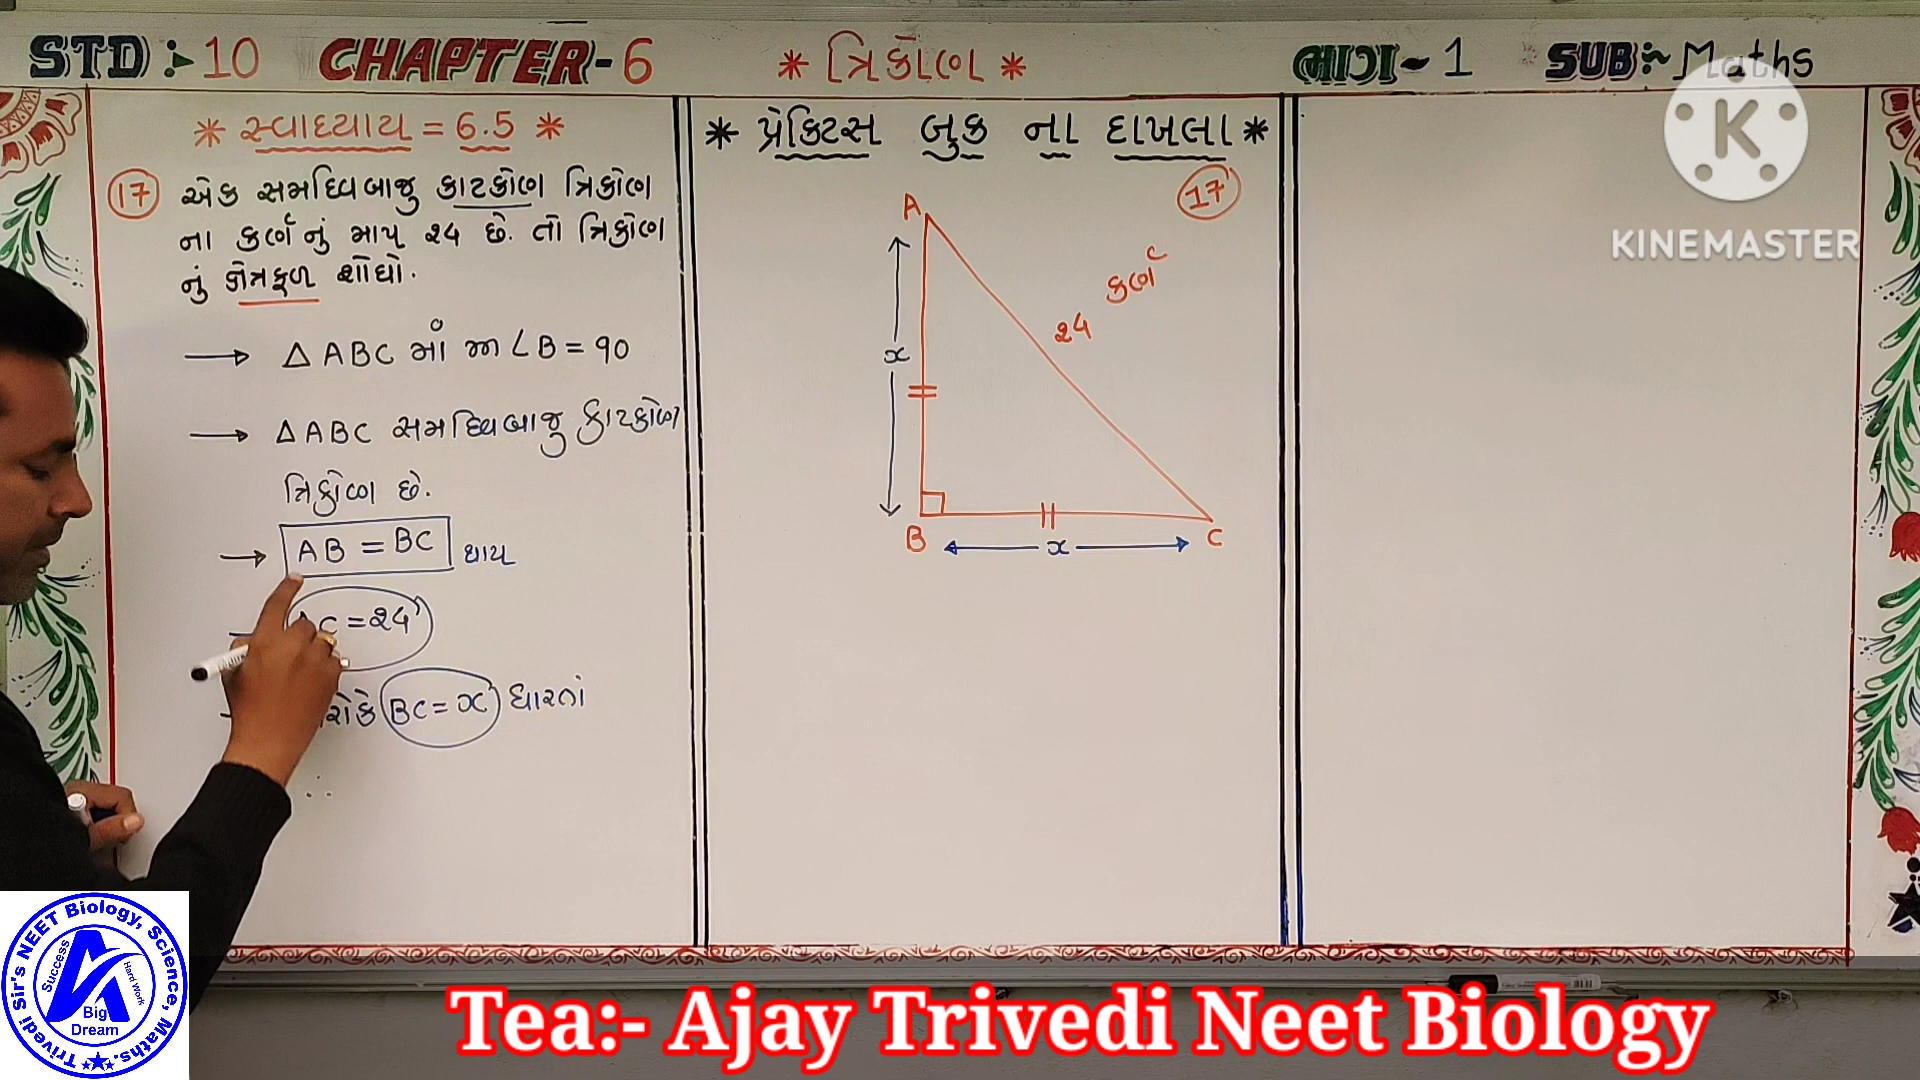 STD :- 10 CHAPTER-6 * ત્રિકોણ * ભાગ ~ 1 SUB:~ Maths
* સ્વાધ્યાય = 6.5 *
17 એક સમદ્વિબાજુ કાટકોણ ત્રિકોણ
ના કર્ણ નું માપ ૨૪ છે. તો ત્રિકોણ
નું ક્ષેત્રફળ શોધો.
→ △ ABC માં ∠B = 90
→ △ABC સમદ્વિબાજુ કાટકોણ
ત્રિકોણ છે.
→ AB = BC થાય
C = ૨૪
BC = x ધારતાં
∴
* પ્રેક્ટિસ બુક ના દાખલા *
17
A
કર્ણ
૨૪
x
B
x
C
K
KINEMASTER
Trivedi Sir's NEET Biology, Science, Maths.
Success
Hard Work
Big
Dream
Tea:- Ajay Trivedi Neet Biology